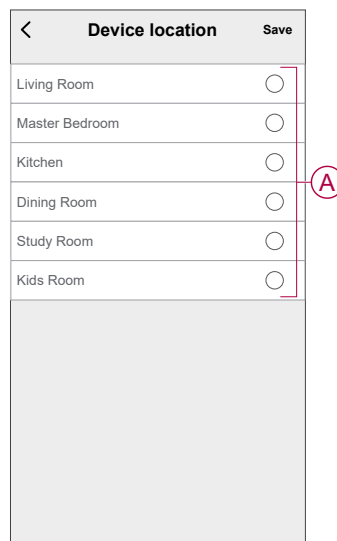 Device location Save
Living Room
Master Bedroom
Kitchen
A
Dining Room
Study Room
Kids Room